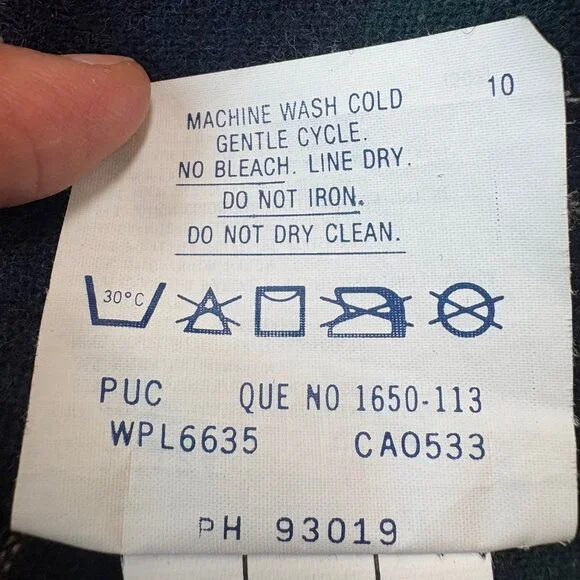 10
MACHINE WASH COLD
GENTLE CYCLE.
NO BLEACH. LINE DRY.
DO NOT IRON.
DO NOT DRY CLEAN.
30°C
PUC QUE NO 1650-113
WPL6635 CA0533
PH 93019